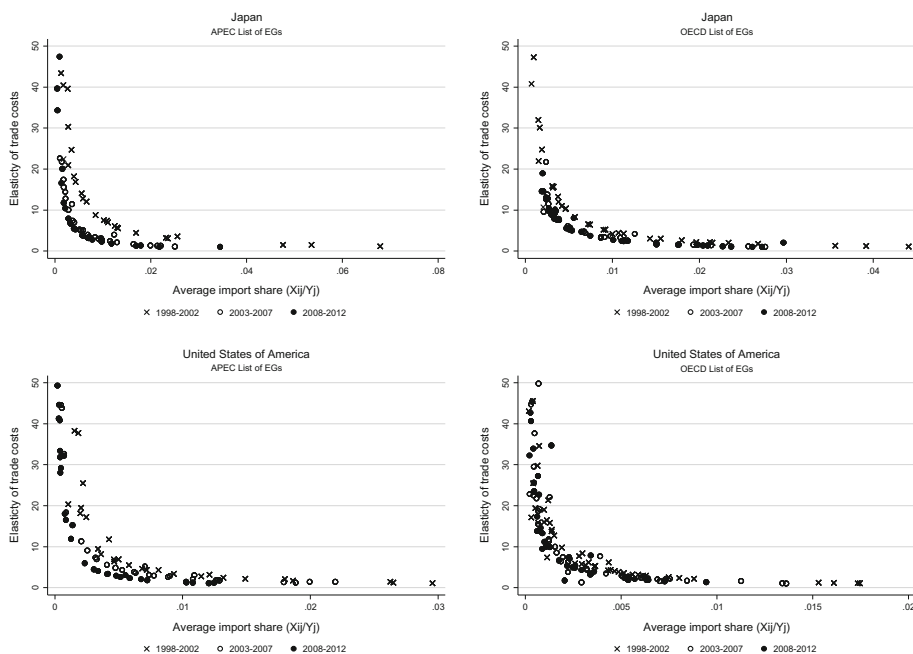 Japan
APEC List of EGs
50
40
30
20
10
0
Elasticty of trade costs
0 .02 .04 .06 .08
Average import share (Xij/Yj)
× 1998-2002 ○ 2003-2007 ● 2008-2012
Japan
OECD List of EGs
50
40
30
20
10
0
Elasticty of trade costs
0 .01 .02 .03 .04
Average import share (Xij/Yj)
× 1998-2002 ○ 2003-2007 ● 2008-2012
United States of America
APEC List of EGs
50
40
30
20
10
0
Elasticty of trade costs
0 .01 .02 .03
Average import share (Xij/Yj)
× 1998-2002 ○ 2003-2007 ● 2008-2012
United States of America
OECD List of EGs
50
40
30
20
10
0
Elasticty of trade costs
0 .005 .01 .015 .02
Average import share (Xij/Yj)
× 1998-2002 ○ 2003-2007 ● 2008-2012